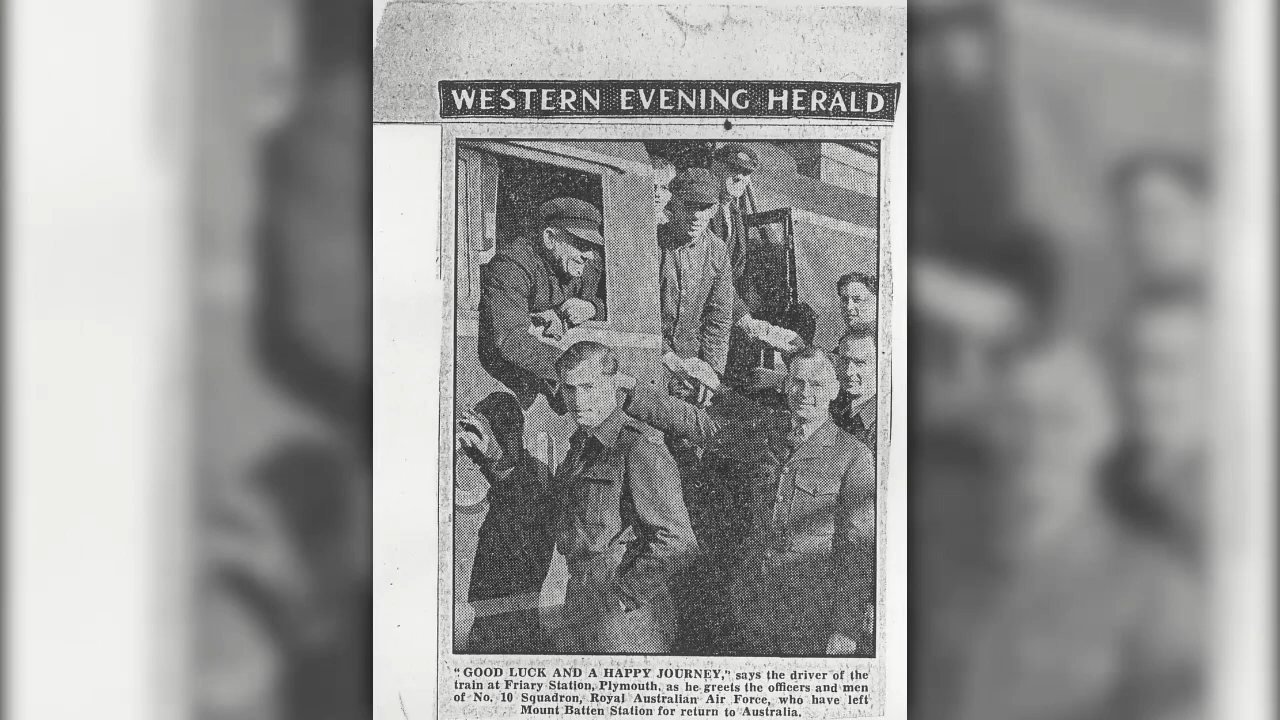 WESTERN EVENING HERALD
"GOOD LUCK AND A HAPPY JOURNEY," says the driver of the
train at Friary Station, Plymouth, as he greets the officers and men
of No. 10 Squadron, Royal Australian Air Force, who have left
Mount Batten Station for return to Australia.